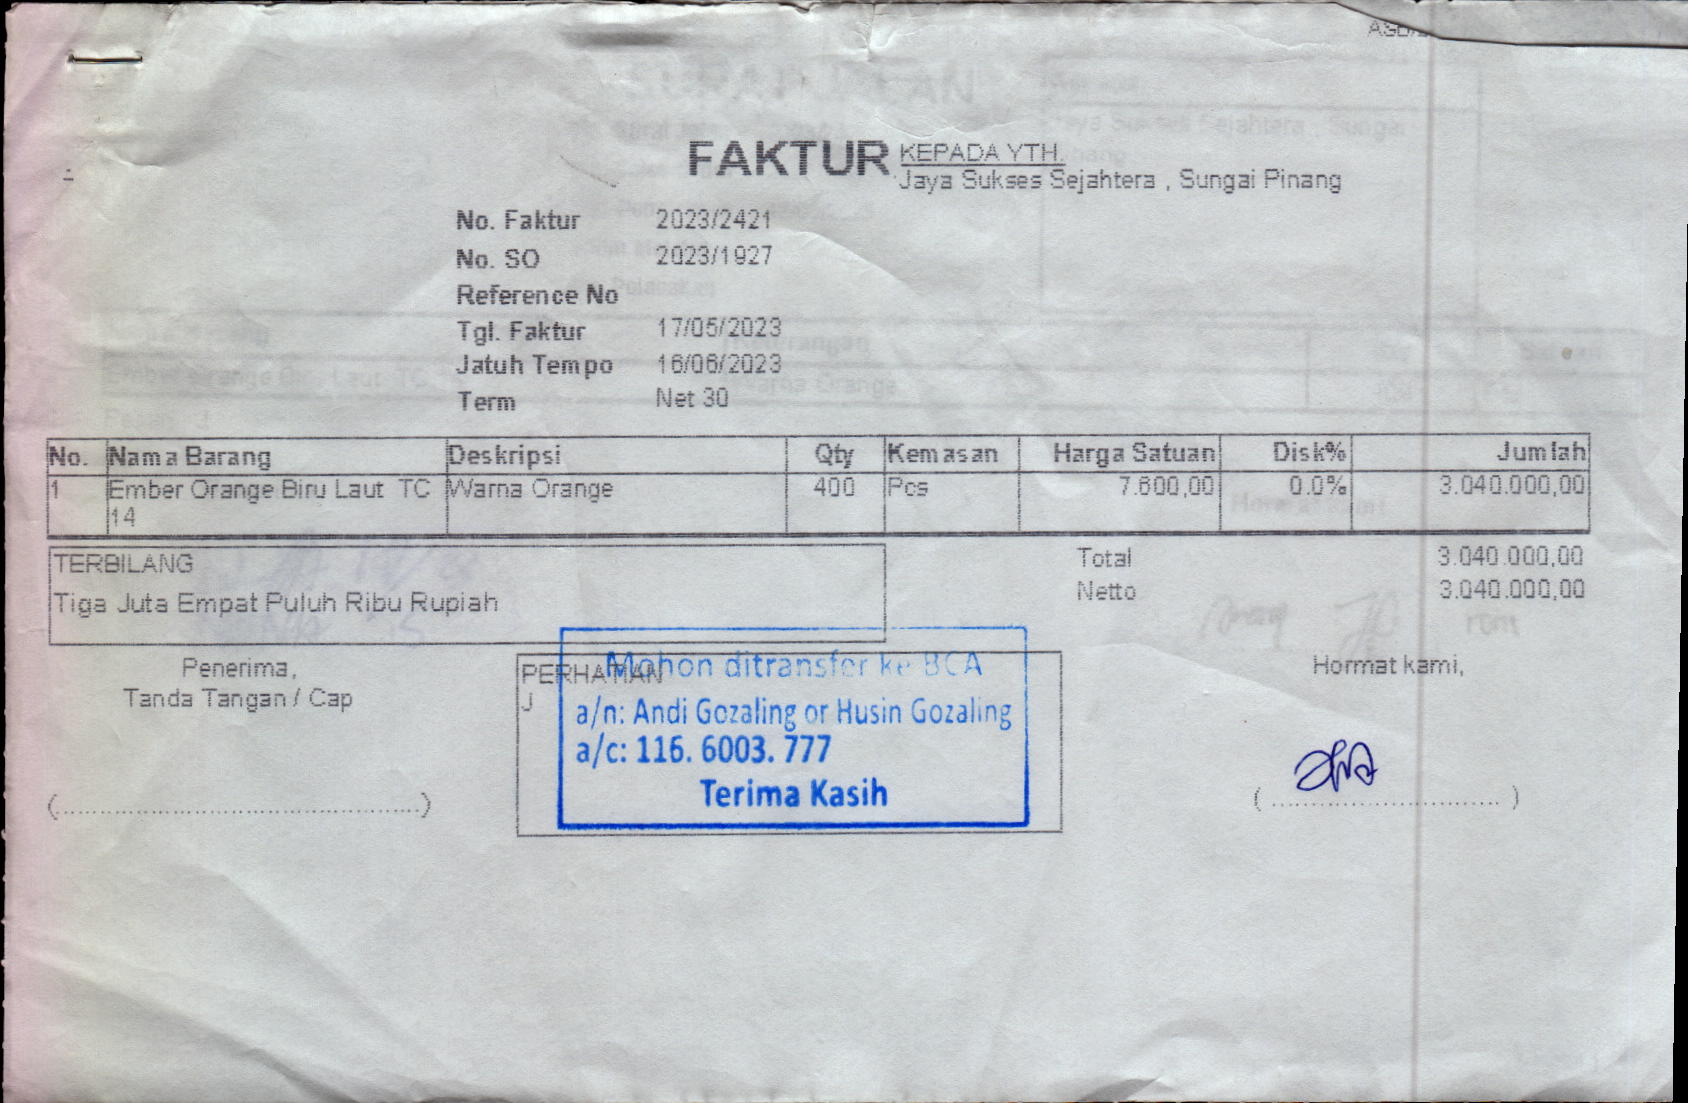 FAKTUR
KEPADA YTH.
Jaya Sukses Sejahtera , Sungai Pinang
No. Faktur 2023/2421
No. SO 2023/1927
Reference No
Tgl. Faktur 17/05/2023
Jatuh Tempo 16/06/2023
Term Net 30
No. Nama Barang Deskripsi Qty Kemasan Harga Satuan Disk% Jumlah
1 Ember Orange Biru Laut TC Warna Orange 400 Pcs 7.600,00 0.0% 3.040.000,00
14
TERBILANG
Tiga Juta Empat Puluh Ribu Rupiah
Total 3.040.000,00
Netto 3.040.000,00
Penerima,
Tanda Tangan / Cap
PERHATIAN
J
Mohon ditransfer ke BCA
a/n: Andi Gozaling or Husin Gozaling
a/c: 116. 6003. 777
Terima Kasih
Hormat kami,
(..............................................)
( ............................... )